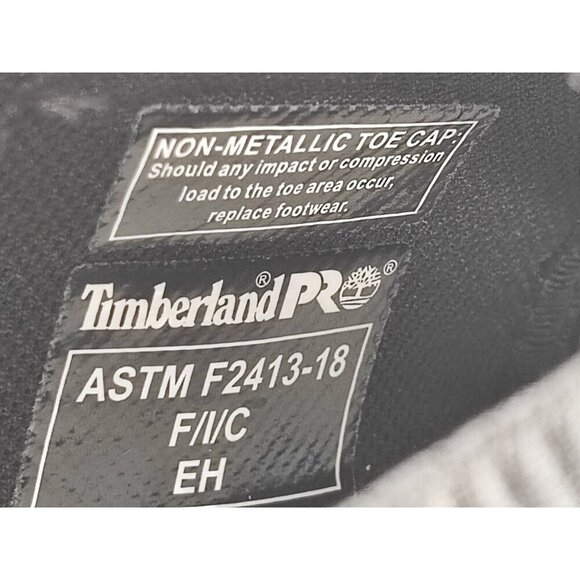 NON-METALLIC TOE CAP:
Should any impact or compression
load to the toe area occur,
replace footwear.
Timberland® PRO®
ASTM F2413-18
F/I/C
EH